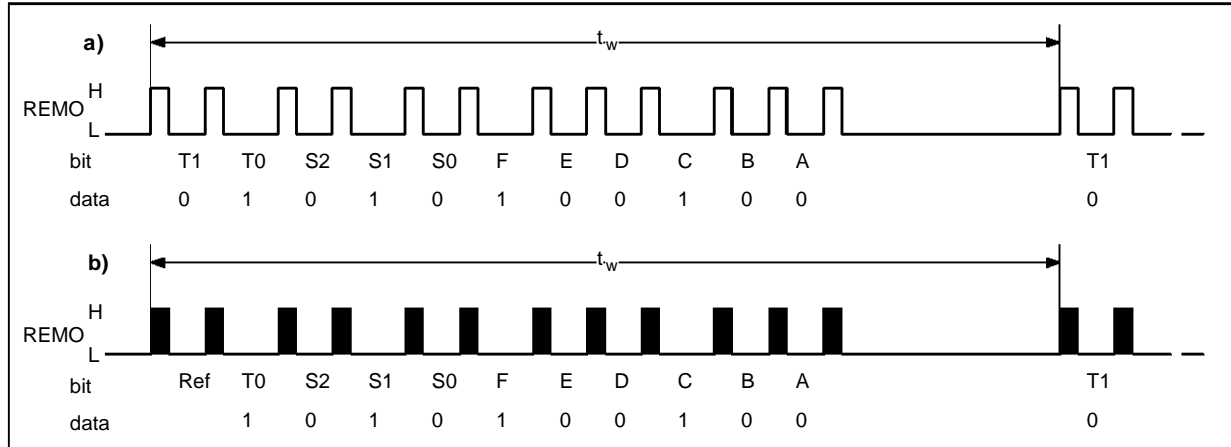 a) t_w
H
REMO
L
bit T1 T0 S2 S1 S0 F E D C B A T1
data 0 1 0 1 0 1 0 0 1 0 0 0
b) t_w
H
REMO
L
bit Ref T0 S2 S1 S0 F E D C B A T1
data 1 0 1 0 1 0 0 1 0 0 0